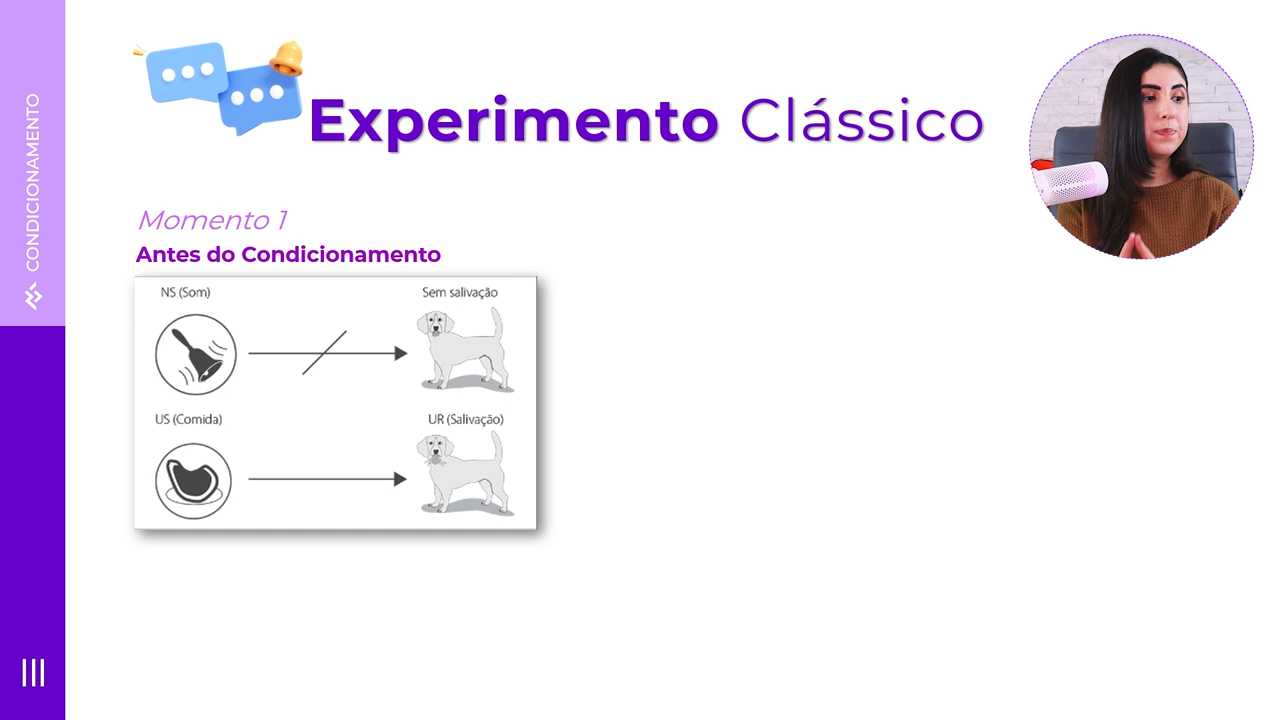 CONDICIONAMENTO
Experimento Clássico
Momento 1
Antes do Condicionamento
NS (Som)
Sem salivação
US (Comida)
UR (Salivação)